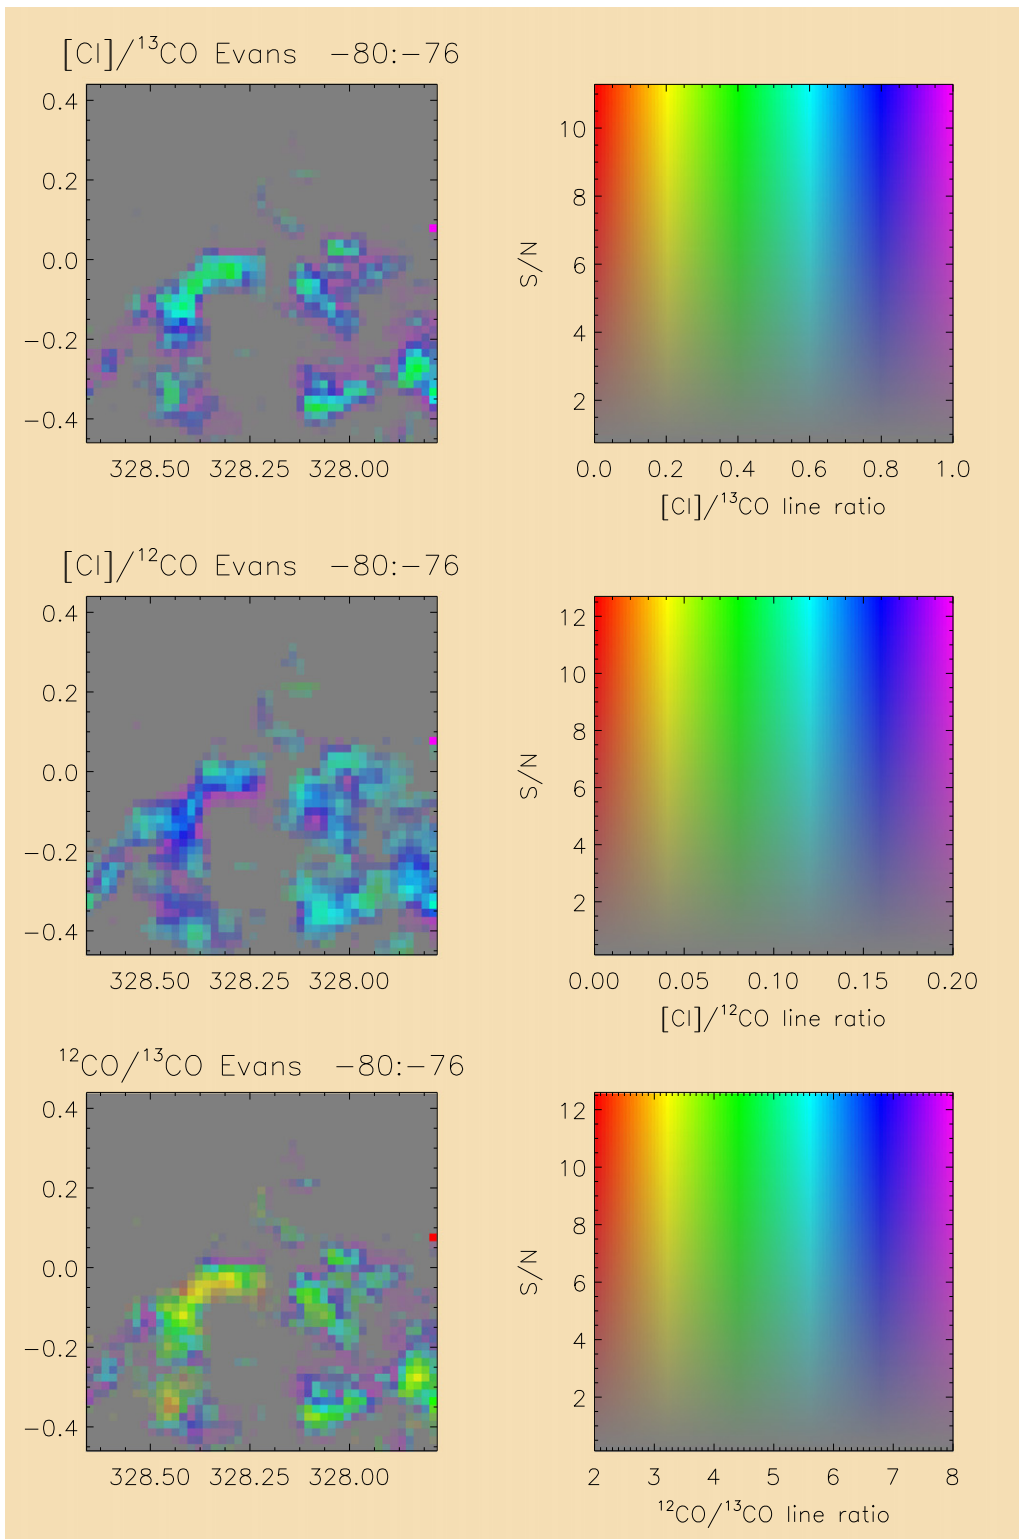 [CI]/¹³CO Evans −80:−76
0.4
0.2
0.0
−0.2
−0.4
328.50 328.25 328.00
10
8
6
4
2
S/N
0.0 0.2 0.4 0.6 0.8 1.0
[CI]/¹³CO line ratio
[CI]/¹²CO Evans −80:−76
0.4
0.2
0.0
−0.2
−0.4
328.50 328.25 328.00
12
10
8
6
4
2
S/N
0.00 0.05 0.10 0.15 0.20
[CI]/¹²CO line ratio
¹²CO/¹³CO Evans −80:−76
0.4
0.2
0.0
−0.2
−0.4
328.50 328.25 328.00
12
10
8
6
4
2
S/N
2 3 4 5 6 7 8
¹²CO/¹³CO line ratio